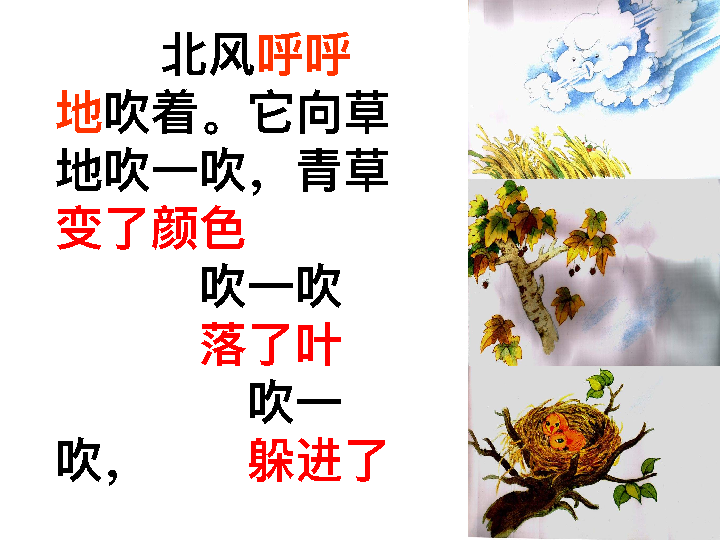 北风呼呼
地吹着。它向草
地吹一吹，青草
变了颜色
吹一吹
落了叶
吹一
吹， 躲进了